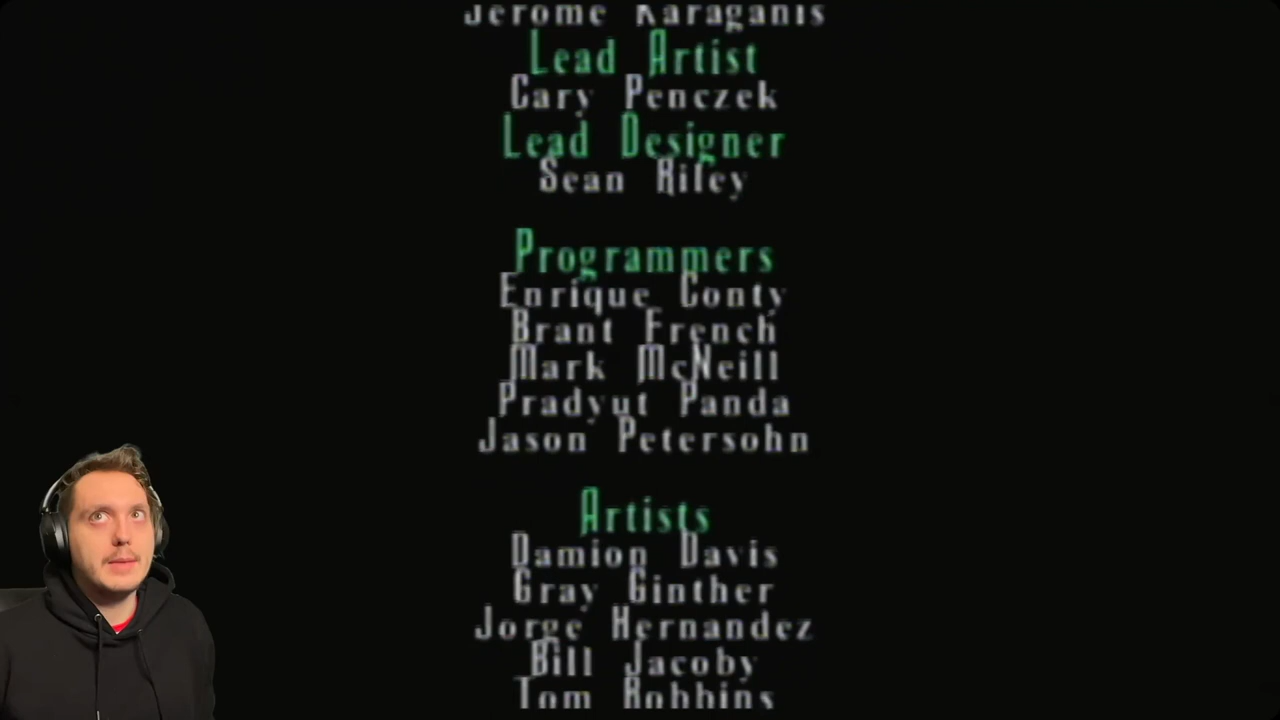 Jerome Karaganis
Lead Artist
Cary Penczek
Lead Designer
Sean Riley
Programmers
Enrique Conty
Brant French
Mark McNeill
Pradyut Panda
Jason Petersohn
Artists
Damion Davis
Gray Ginther
Jorge Hernandez
Bill Jacoby
Tom Robbins